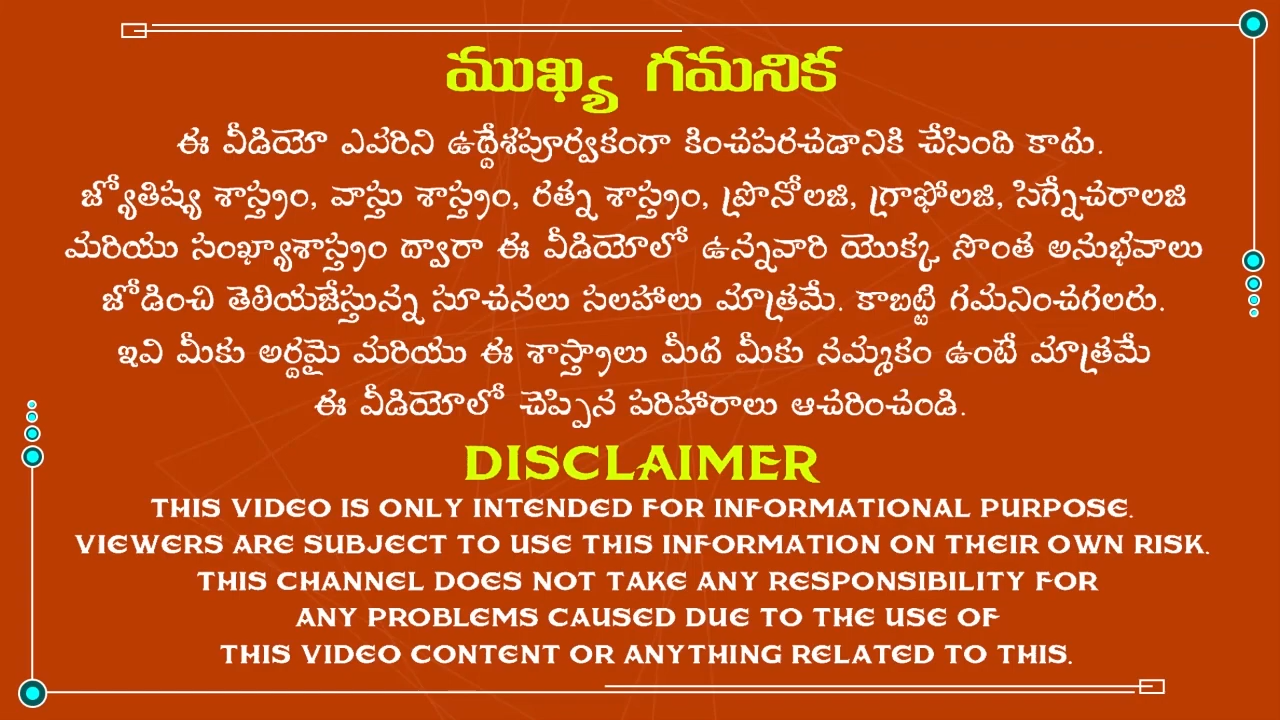 ముఖ్య గమనిక
ఈ వీడియో ఎవరిని ఉద్దేశపూర్వకంగా కించపరచడానికి చేసింది కాదు.
జ్యోతిష్య శాస్త్రం, వాస్తు శాస్త్రం, రత్న శాస్త్రం, ప్రొనోలజి, గ్రాఫోలజి, సిగ్నేచరాలజి
మరియు సంఖ్యాశాస్త్రం ద్వారా ఈ వీడియోలో ఉన్నవారి యొక్క సొంత అనుభవాలు
జోడించి తెలియజేస్తున్న సూచనలు సలహాలు మాత్రమే. కాబట్టి గమనించగలరు.
ఇవి మీకు అర్థమై మరియు ఈ శాస్త్రాలు మీద మీకు నమ్మకం ఉంటే మాత్రమే
ఈ వీడియోలో చెప్పిన పరిహారాలు ఆచరించండి.
DISCLAIMER
THIS VIDEO IS ONLY INTENDED FOR INFORMATIONAL PURPOSE.
VIEWERS ARE SUBJECT TO USE THIS INFORMATION ON THEIR OWN RISK.
THIS CHANNEL DOES NOT TAKE ANY RESPONSIBILITY FOR
ANY PROBLEMS CAUSED DUE TO THE USE OF
THIS VIDEO CONTENT OR ANYTHING RELATED TO THIS.